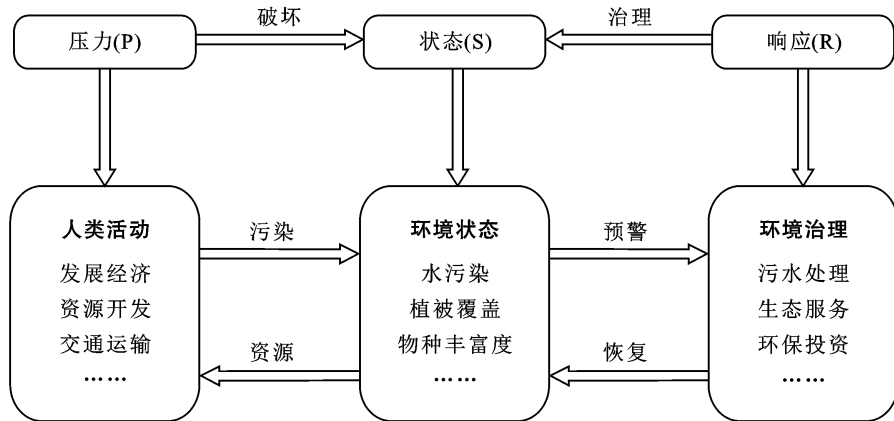 压力(P)
破坏
状态(S)
治理
响应(R)
人类活动
发展经济
资源开发
交通运输
……
污染
资源
环境状态
水污染
植被覆盖
物种丰富度
……
预警
恢复
环境治理
污水处理
生态服务
环保投资
……